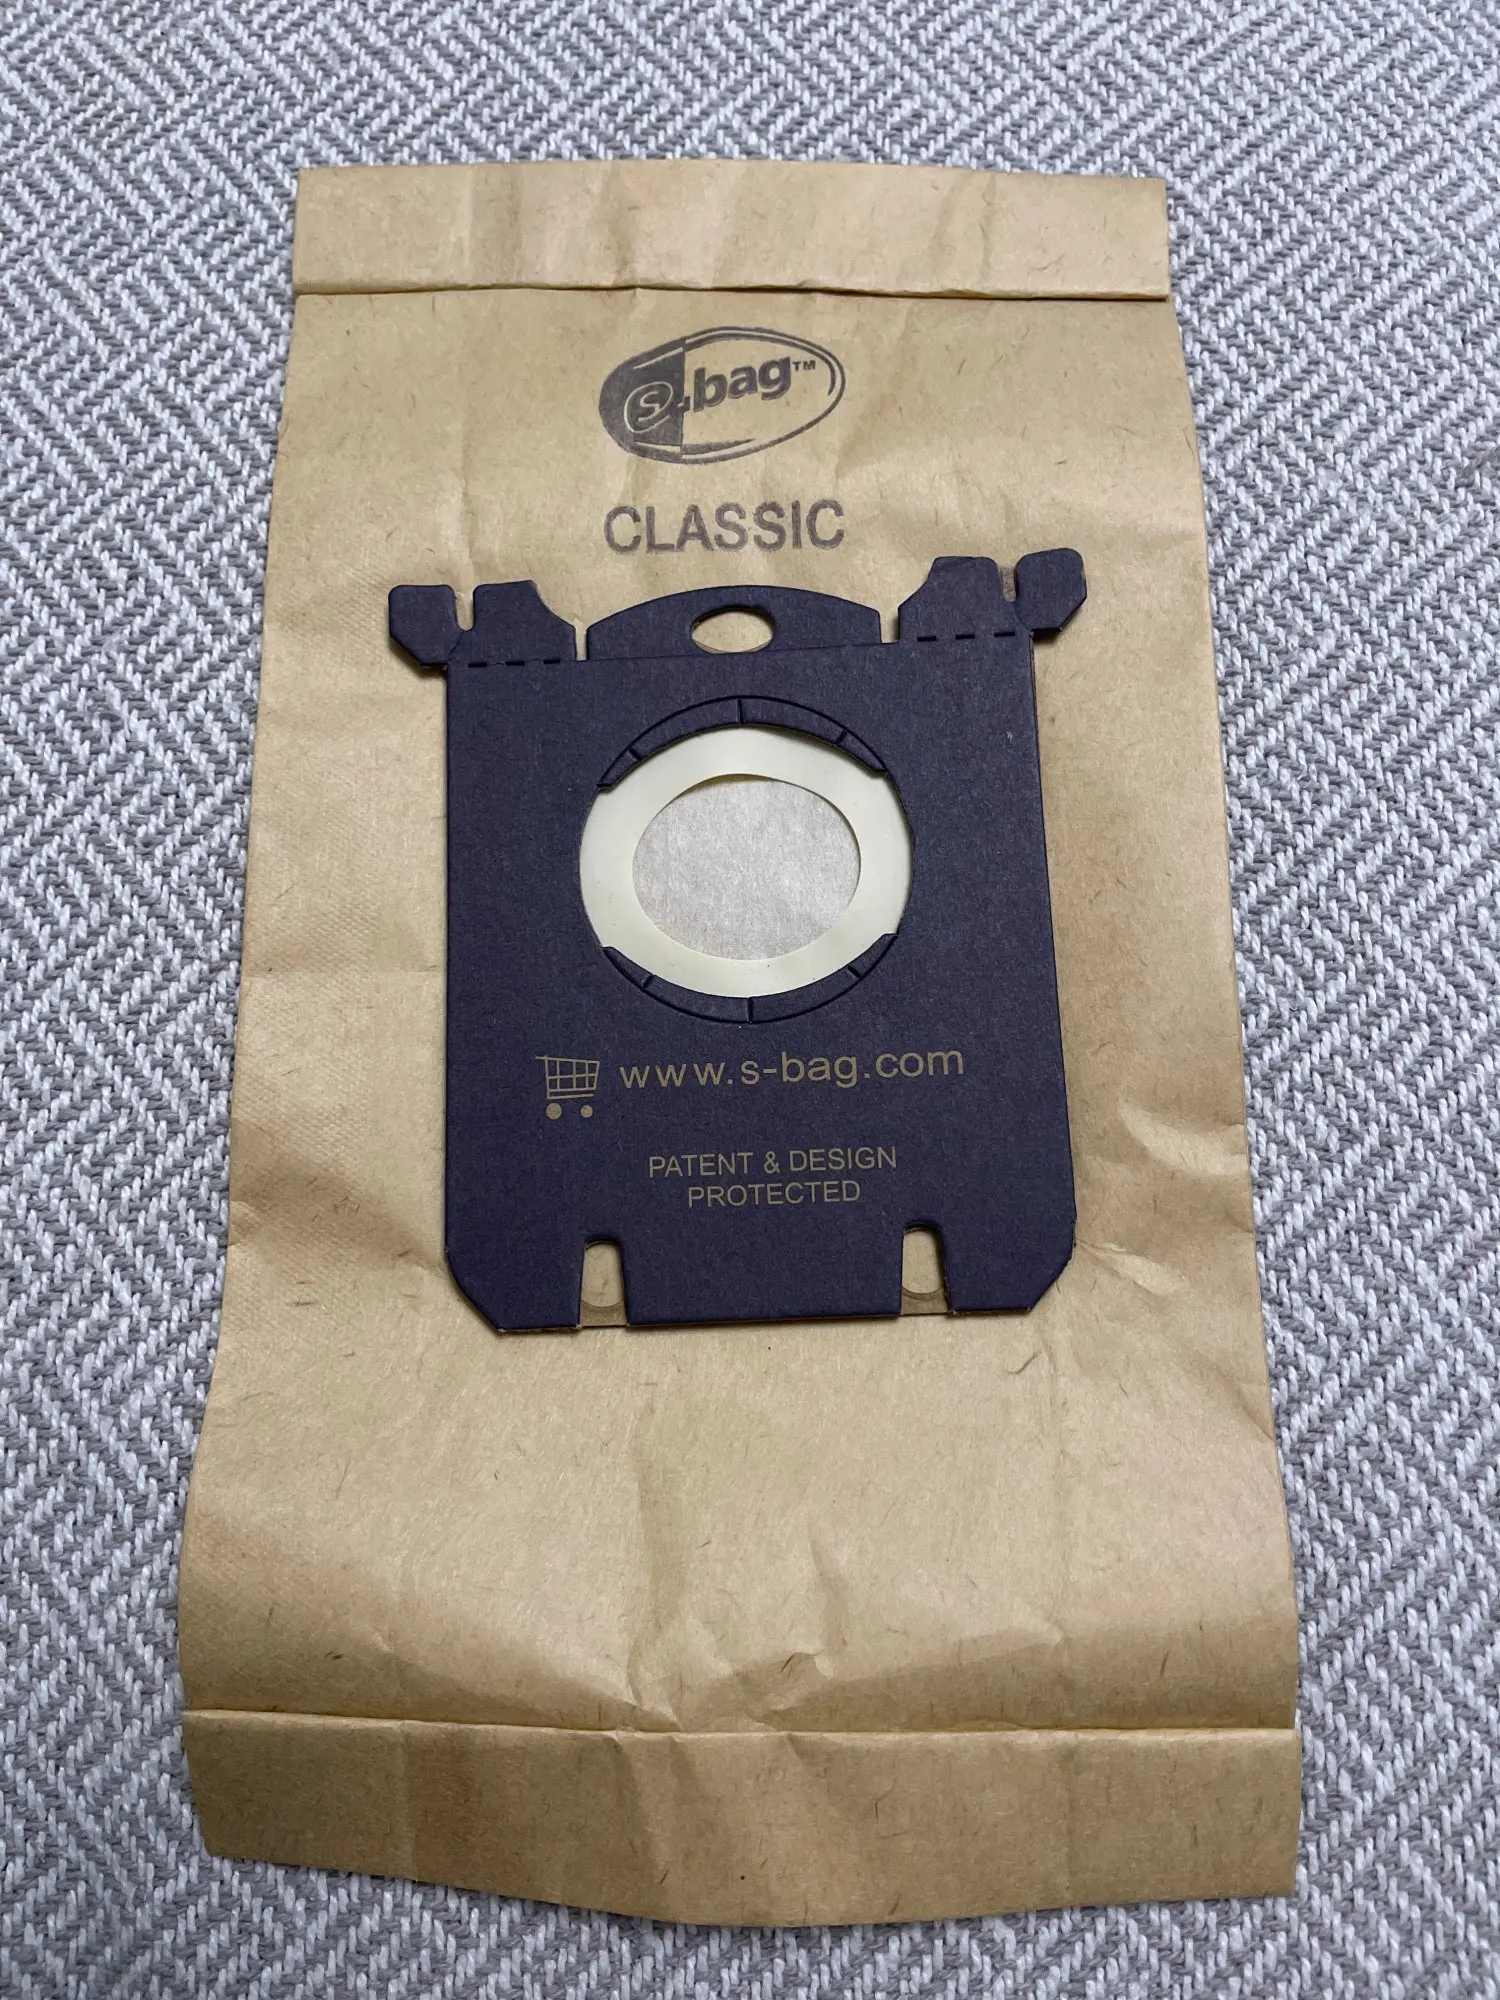 s-bag™
CLASSIC
www.s-bag.com
PATENT & DESIGN
PROTECTED